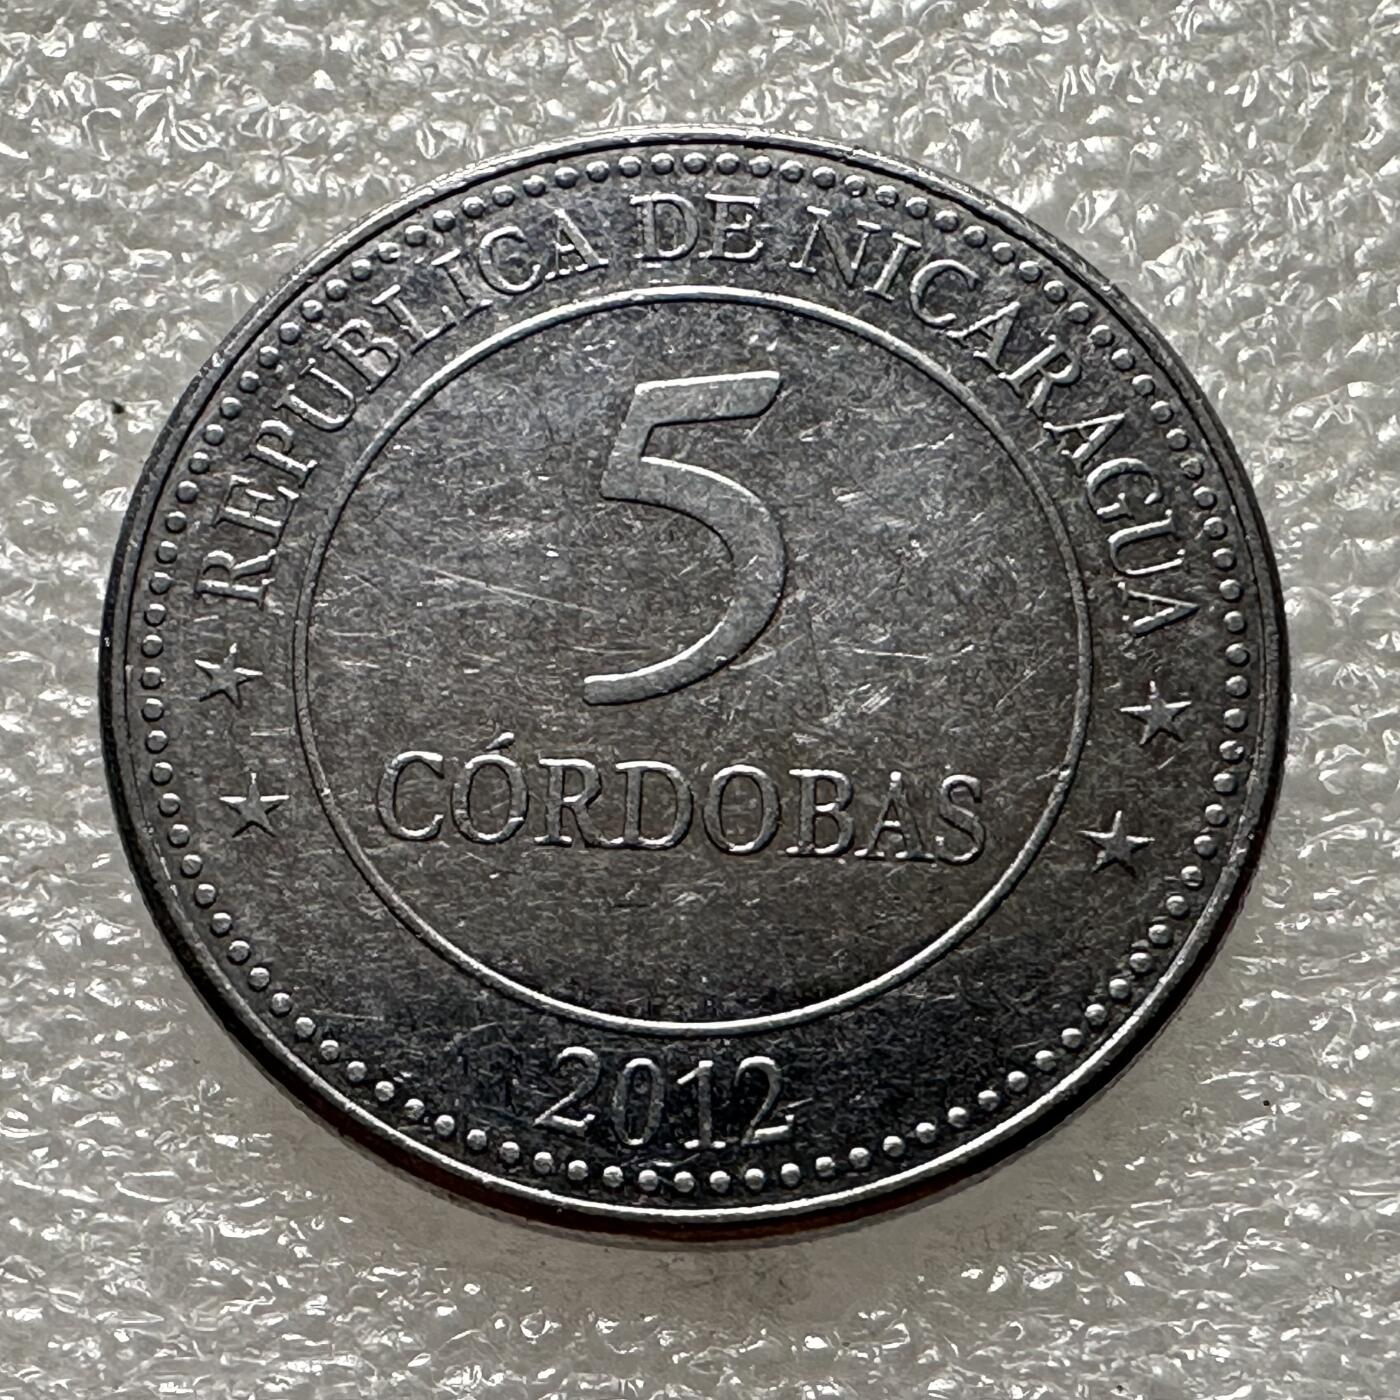 REPUBLICA DE NICARAGUA
5
CÓRDOBAS
2012